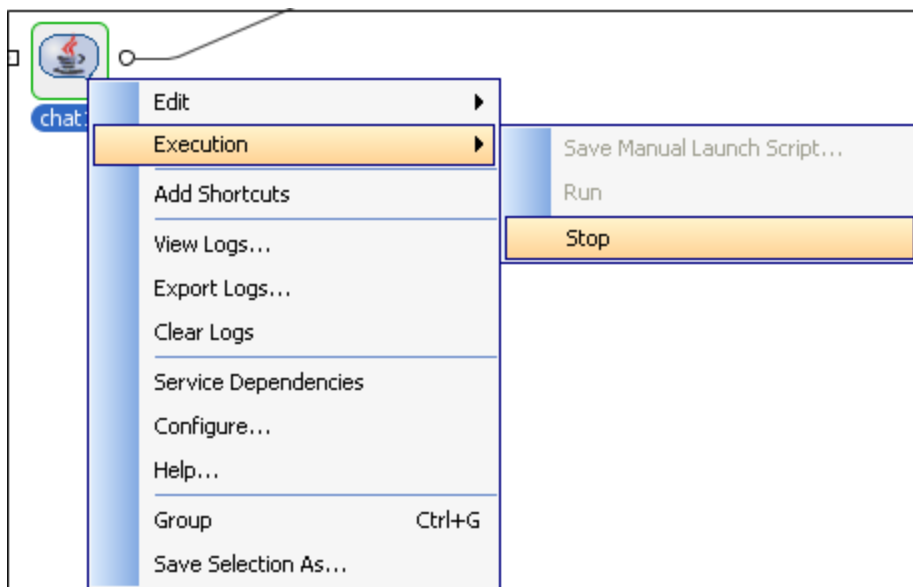 chat
Edit
Execution
Add Shortcuts
View Logs...
Export Logs...
Clear Logs
Service Dependencies
Configure...
Help...
Group Ctrl+G
Save Selection As...
Save Manual Launch Script...
Run
Stop